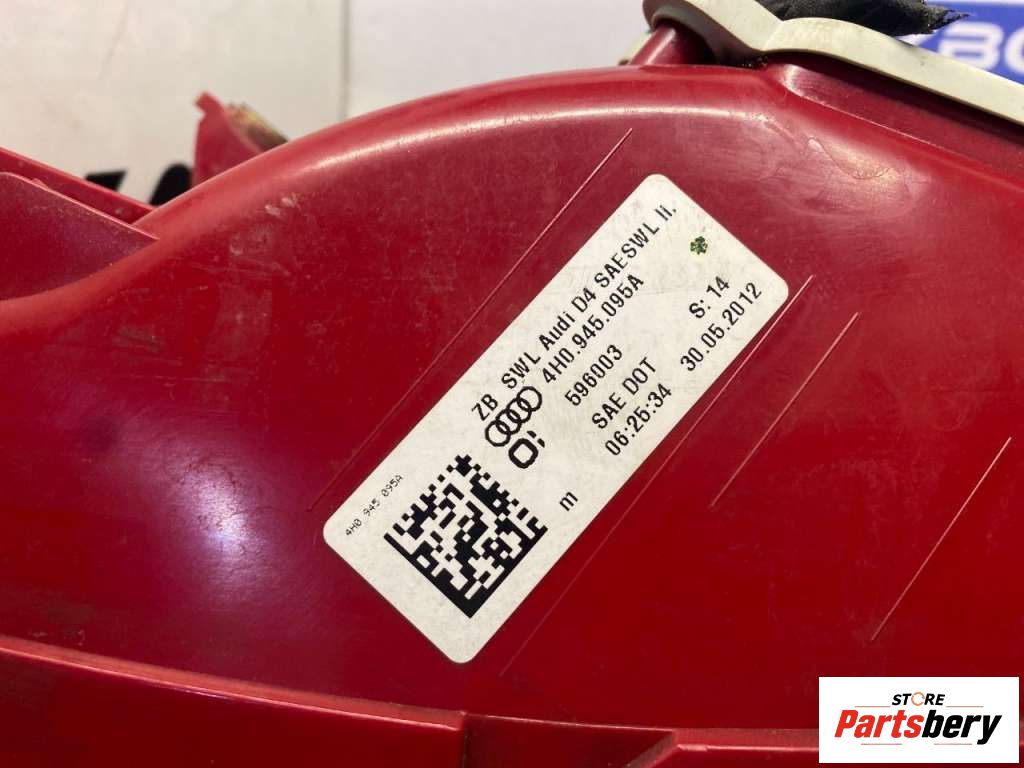 ZB SWL Audi D4 SAESWL li.
4H0.945.095A
596003 S: 14
SAE DOT 30.05.2012
06:25:34
m
4H0 945 095A
STORE
Partsbery